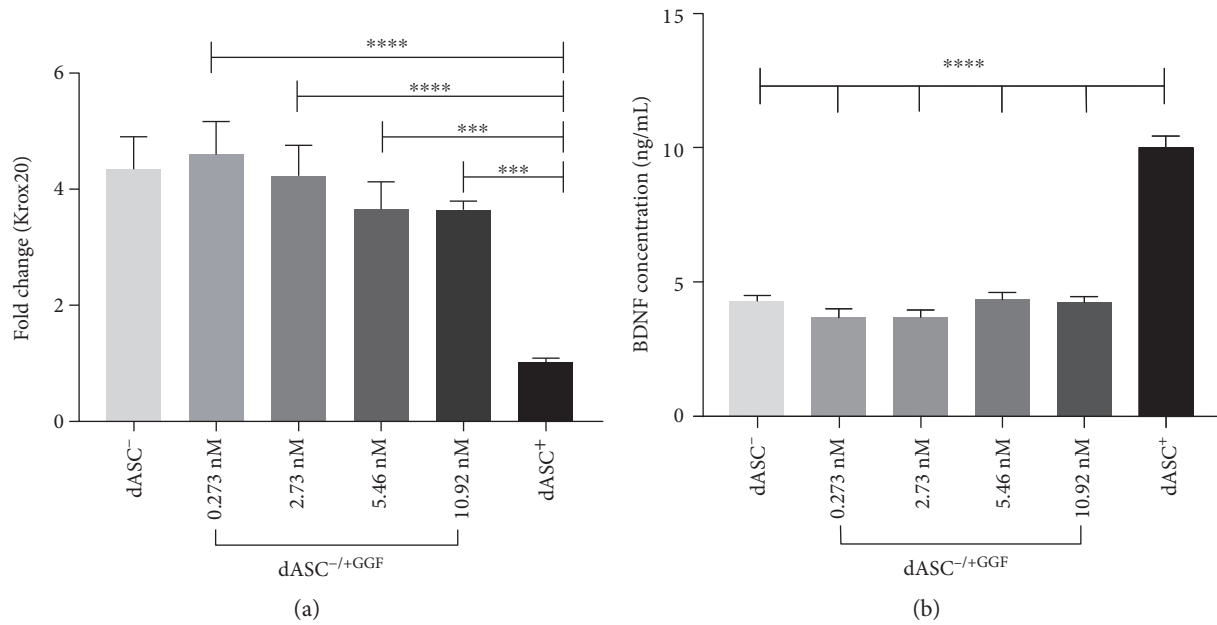 ****
****
***
***
6
4
2
0
Fold change (Krox20)
dASC⁻
0.273 nM
2.73 nM
5.46 nM
10.92 nM
dASC⁺
dASC⁻/⁺ᴳᴳᶠ
(a)
****
15
10
5
0
BDNF concentration (ng/mL)
dASC⁻
0.273 nM
2.73 nM
5.46 nM
10.92 nM
dASC⁺
dASC⁻/⁺ᴳᴳᶠ
(b)